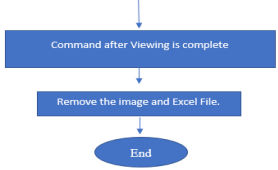 Command after Viewing is complete
Remove the image and Excel File.
End